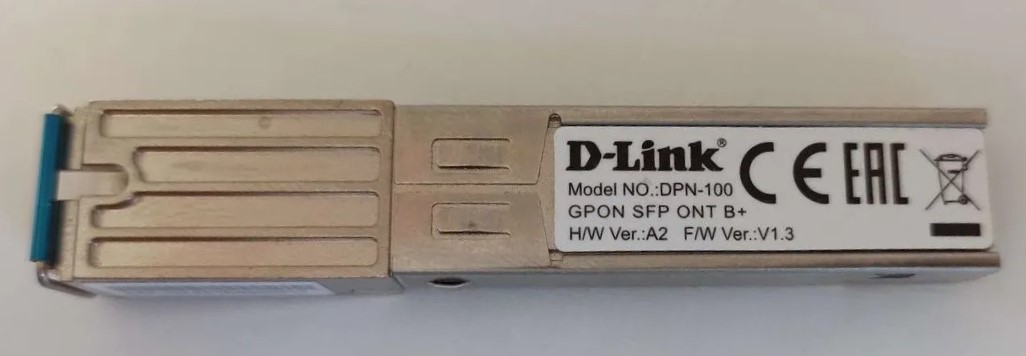 D-Link®
CE EAC
Model NO.:DPN-100
GPON SFP ONT B+
H/W Ver.:A2 F/W Ver.:V1.3